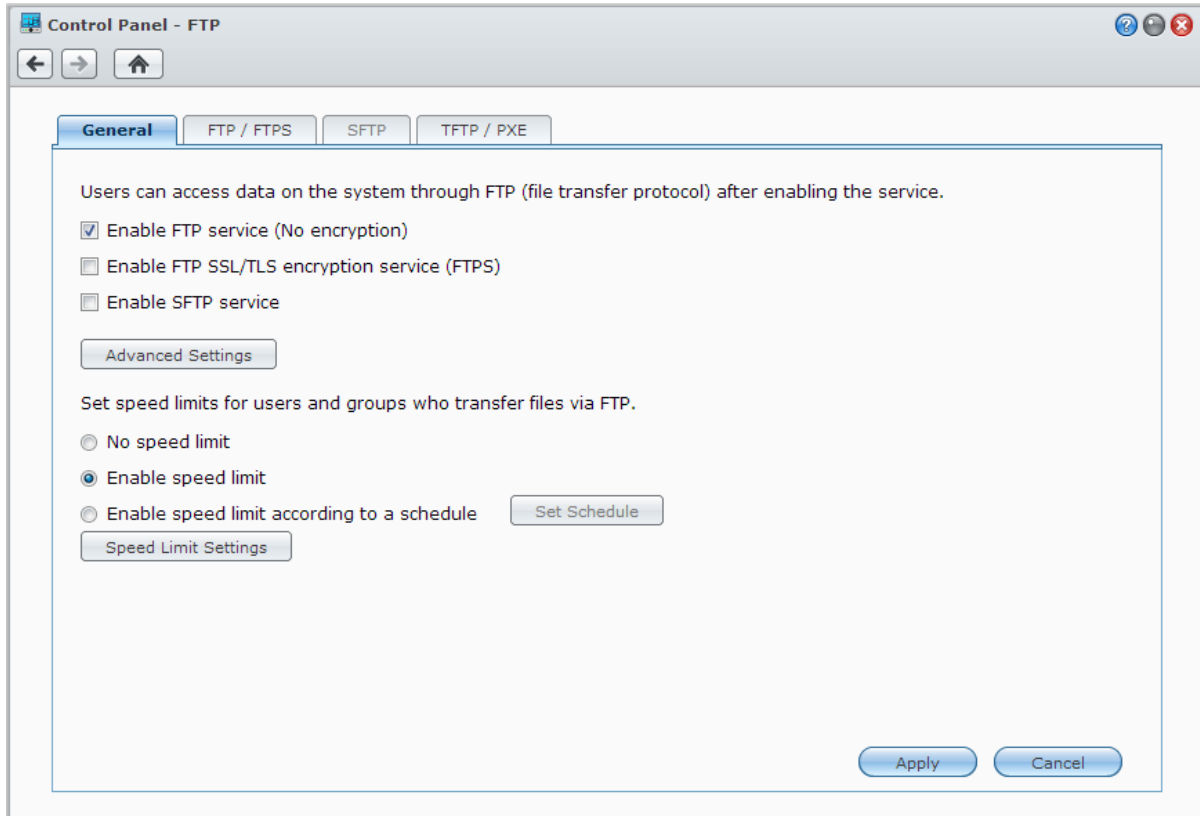 Control Panel - FTP
General FTP / FTPS SFTP TFTP / PXE
Users can access data on the system through FTP (file transfer protocol) after enabling the service.
Enable FTP service (No encryption)
Enable FTP SSL/TLS encryption service (FTPS)
Enable SFTP service
Advanced Settings
Set speed limits for users and groups who transfer files via FTP.
No speed limit
Enable speed limit
Enable speed limit according to a schedule Set Schedule
Speed Limit Settings
Apply Cancel